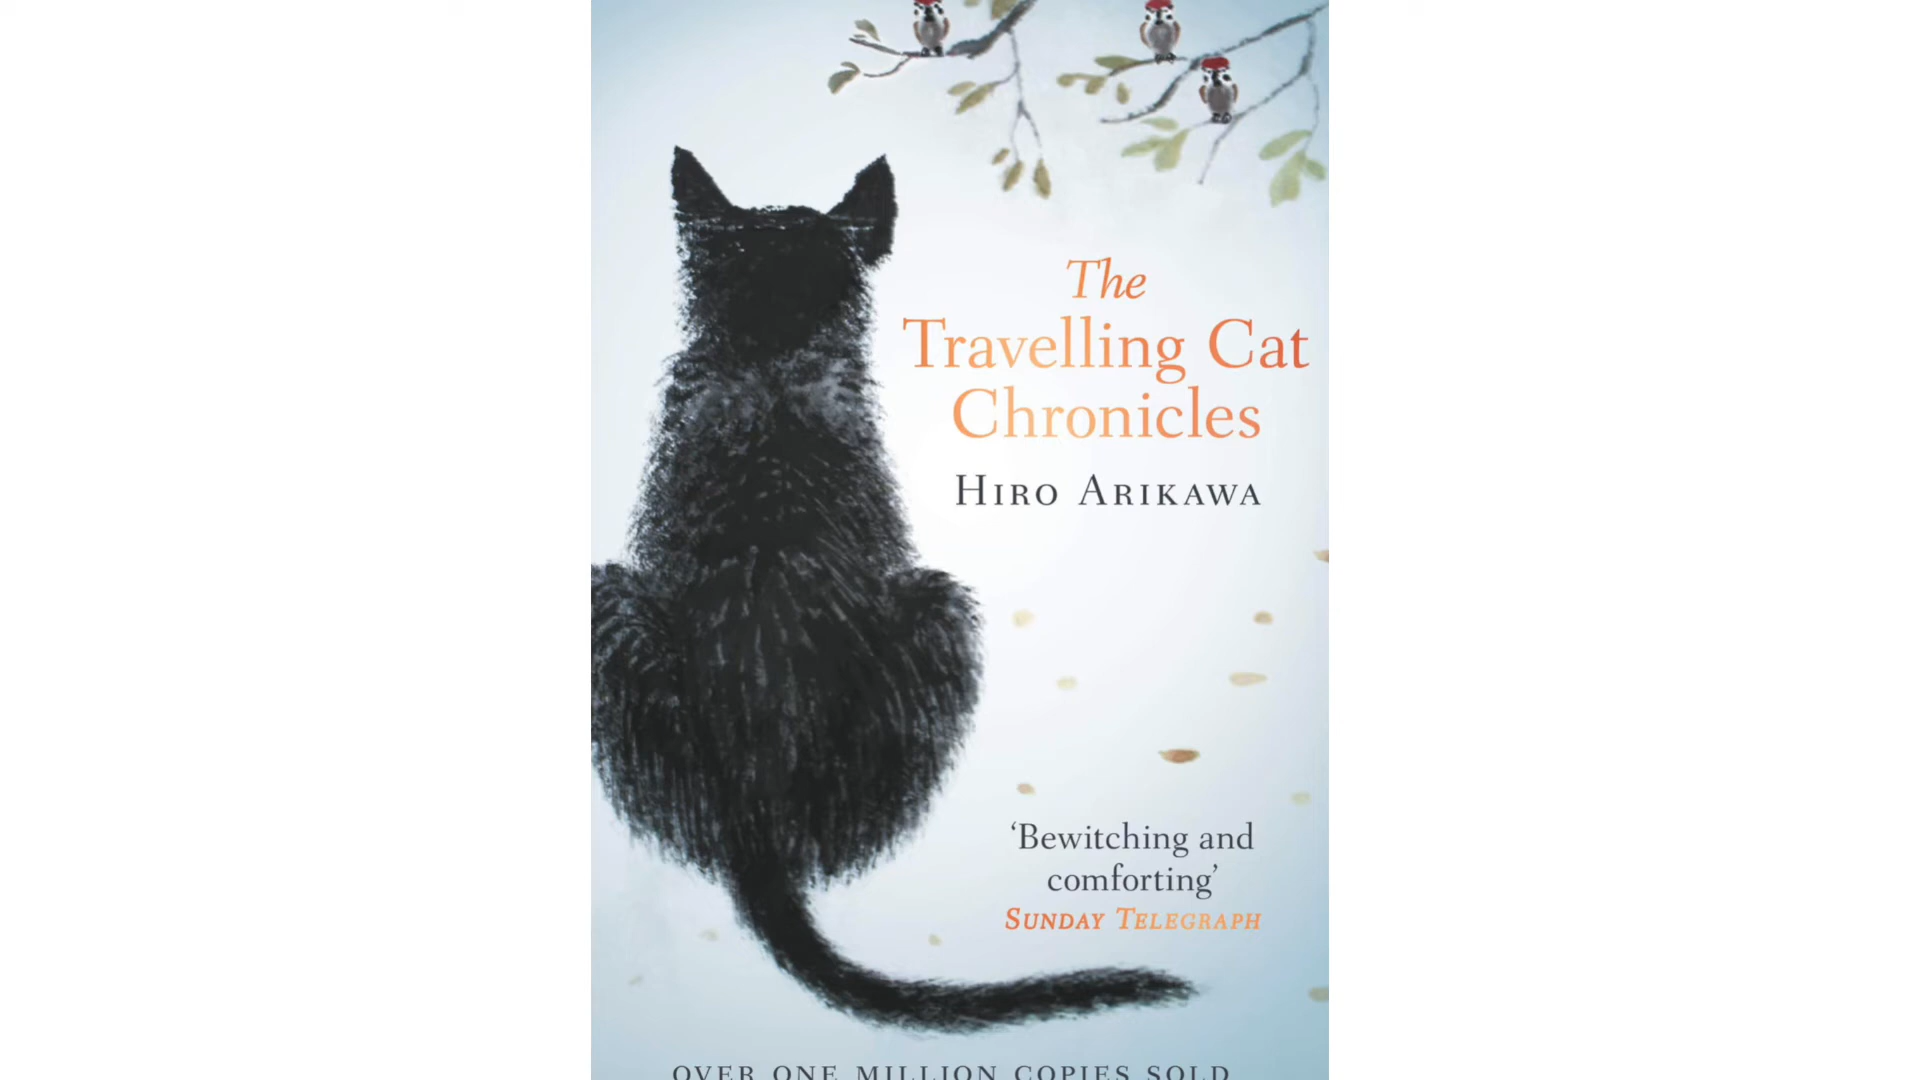 The
Travelling Cat
Chronicles
HIRO ARIKAWA
‘Bewitching and
comforting’
SUNDAY TELEGRAPH
OVER ONE MILLION COPIES SOLD